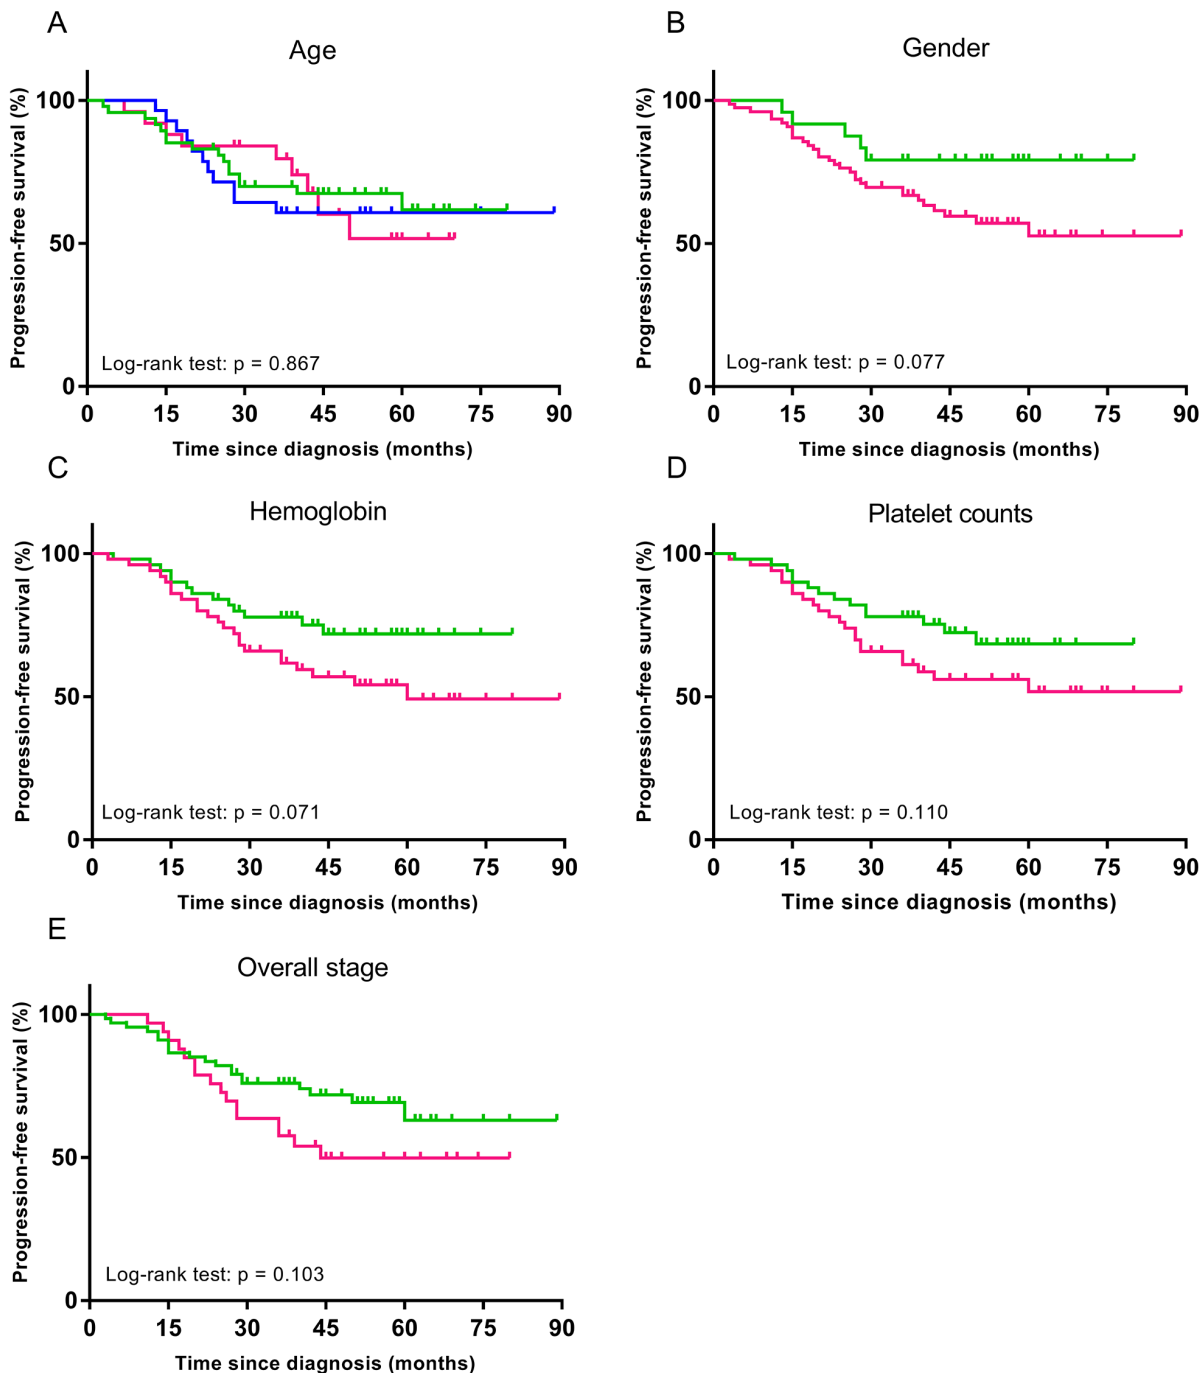 A
Age
Progression-free survival (%)
100
50
0
Log-rank test: p = 0.867
0 15 30 45 60 75 90
Time since diagnosis (months)
B
Gender
Progression-free survival (%)
100
50
0
Log-rank test: p = 0.077
0 15 30 45 60 75 90
Time since diagnosis (months)
C
Hemoglobin
Progression-free survival (%)
100
50
0
Log-rank test: p = 0.071
0 15 30 45 60 75 90
Time since diagnosis (months)
D
Platelet counts
Progression-free survival (%)
100
50
0
Log-rank test: p = 0.110
0 15 30 45 60 75 90
Time since diagnosis (months)
E
Overall stage
Progression-free survival (%)
100
50
0
Log-rank test: p = 0.103
0 15 30 45 60 75 90
Time since diagnosis (months)